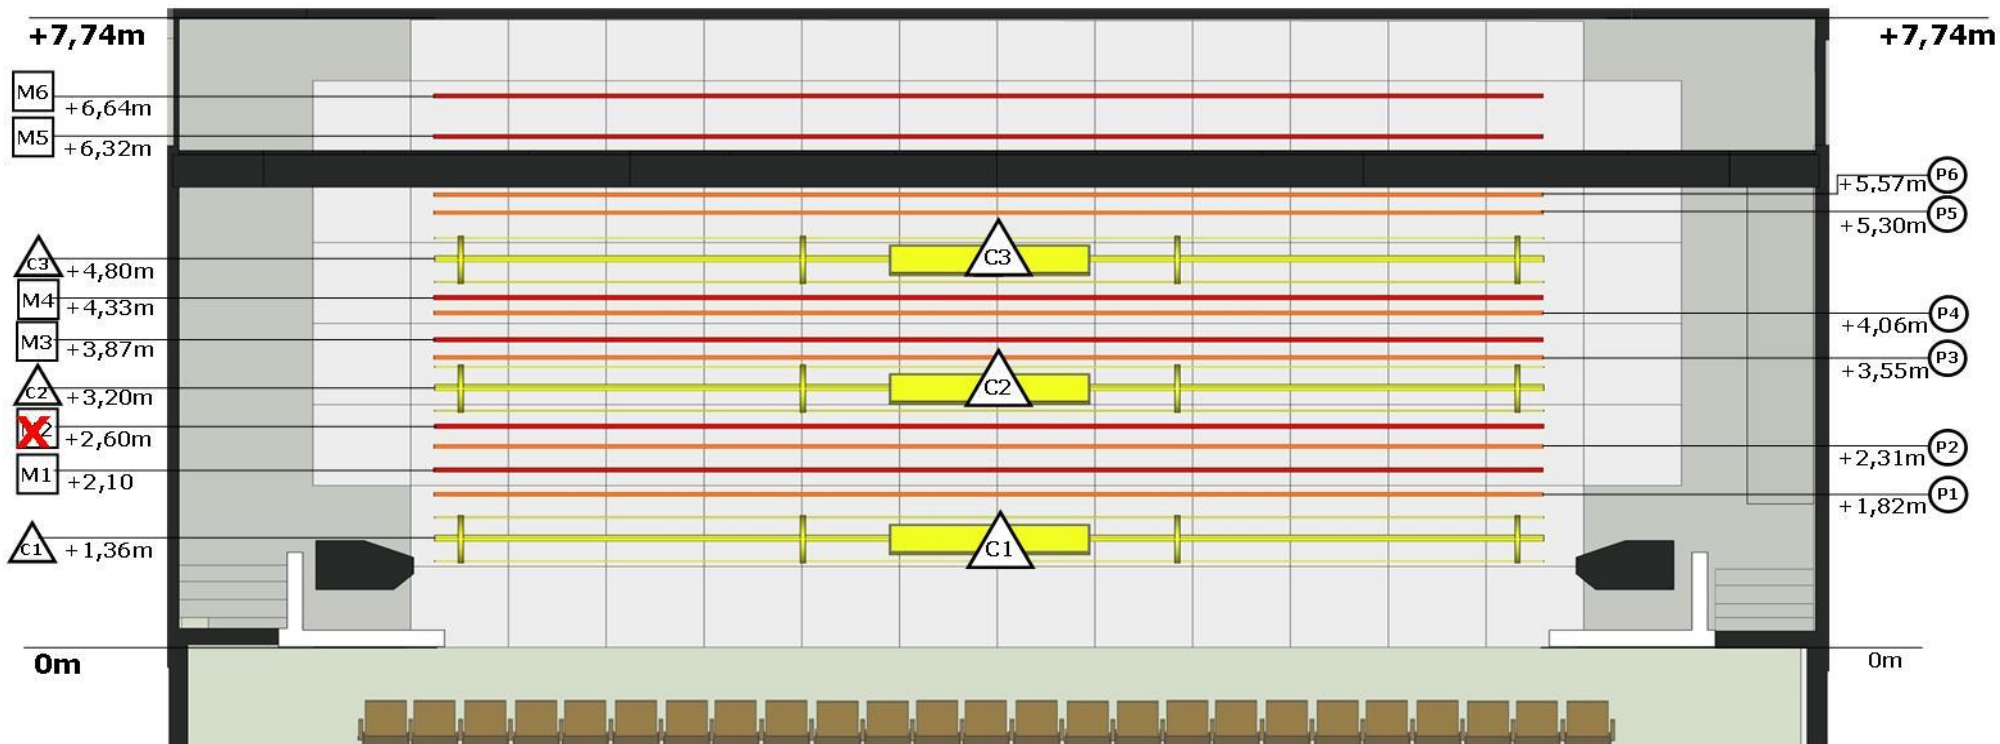 +7,74m
+7,74m
M6
+6,64m
M5
+6,32m
P6
+5,57m
P5
+5,30m
C3
C3
+4,80m
M4
+4,33m
P4
+4,06m
M3
+3,87m
P3
+3,55m
C2
C2
+3,20m
+2,60m
P2
+2,31m
M1
+2,10
P1
+1,82m
C1
C1
+1,36m
0m
0m